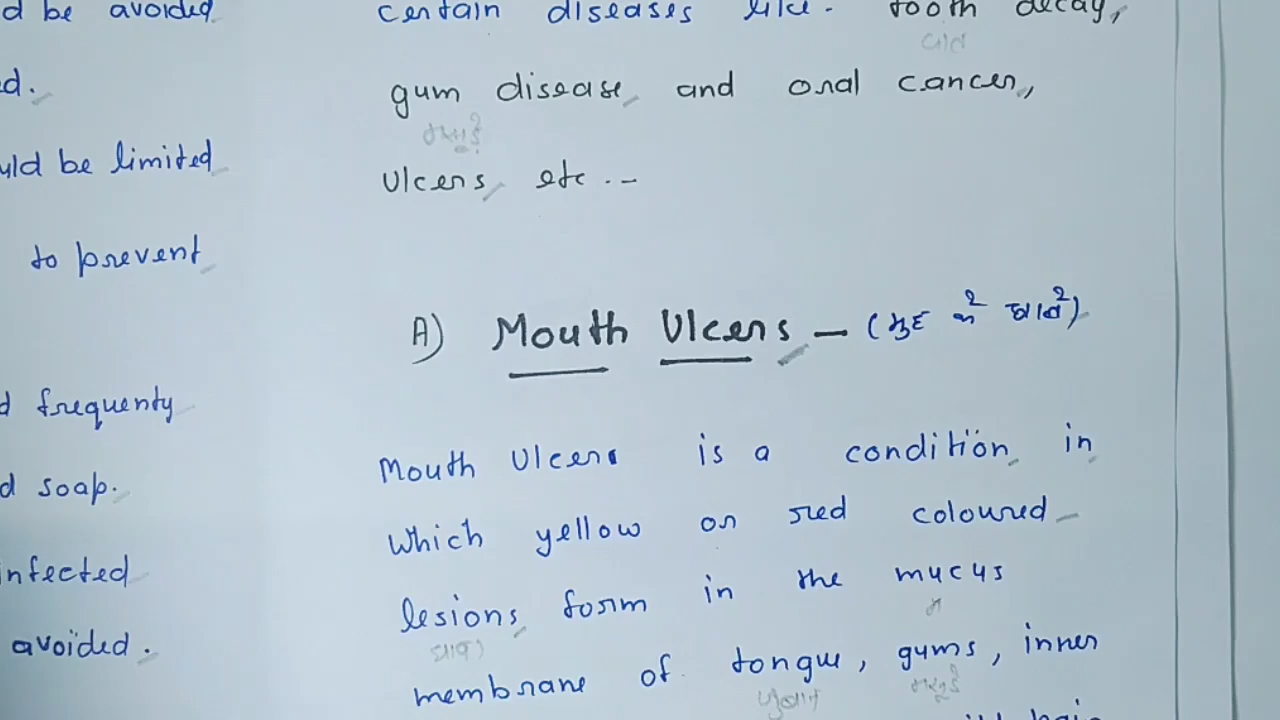 d be avoided
d.
uld be limited
to prevent
d frequenty
d soap.
nfected
avoided.
certain diseases like. tooth decay,
gum disease and oral cancer,
Ulcers, etc..-
A) Mouth Ulcers - (
Mouth Ulcers is a condition in
which yellow or red coloured
lesions form in the mucus
membrane of tongue, gums, inner